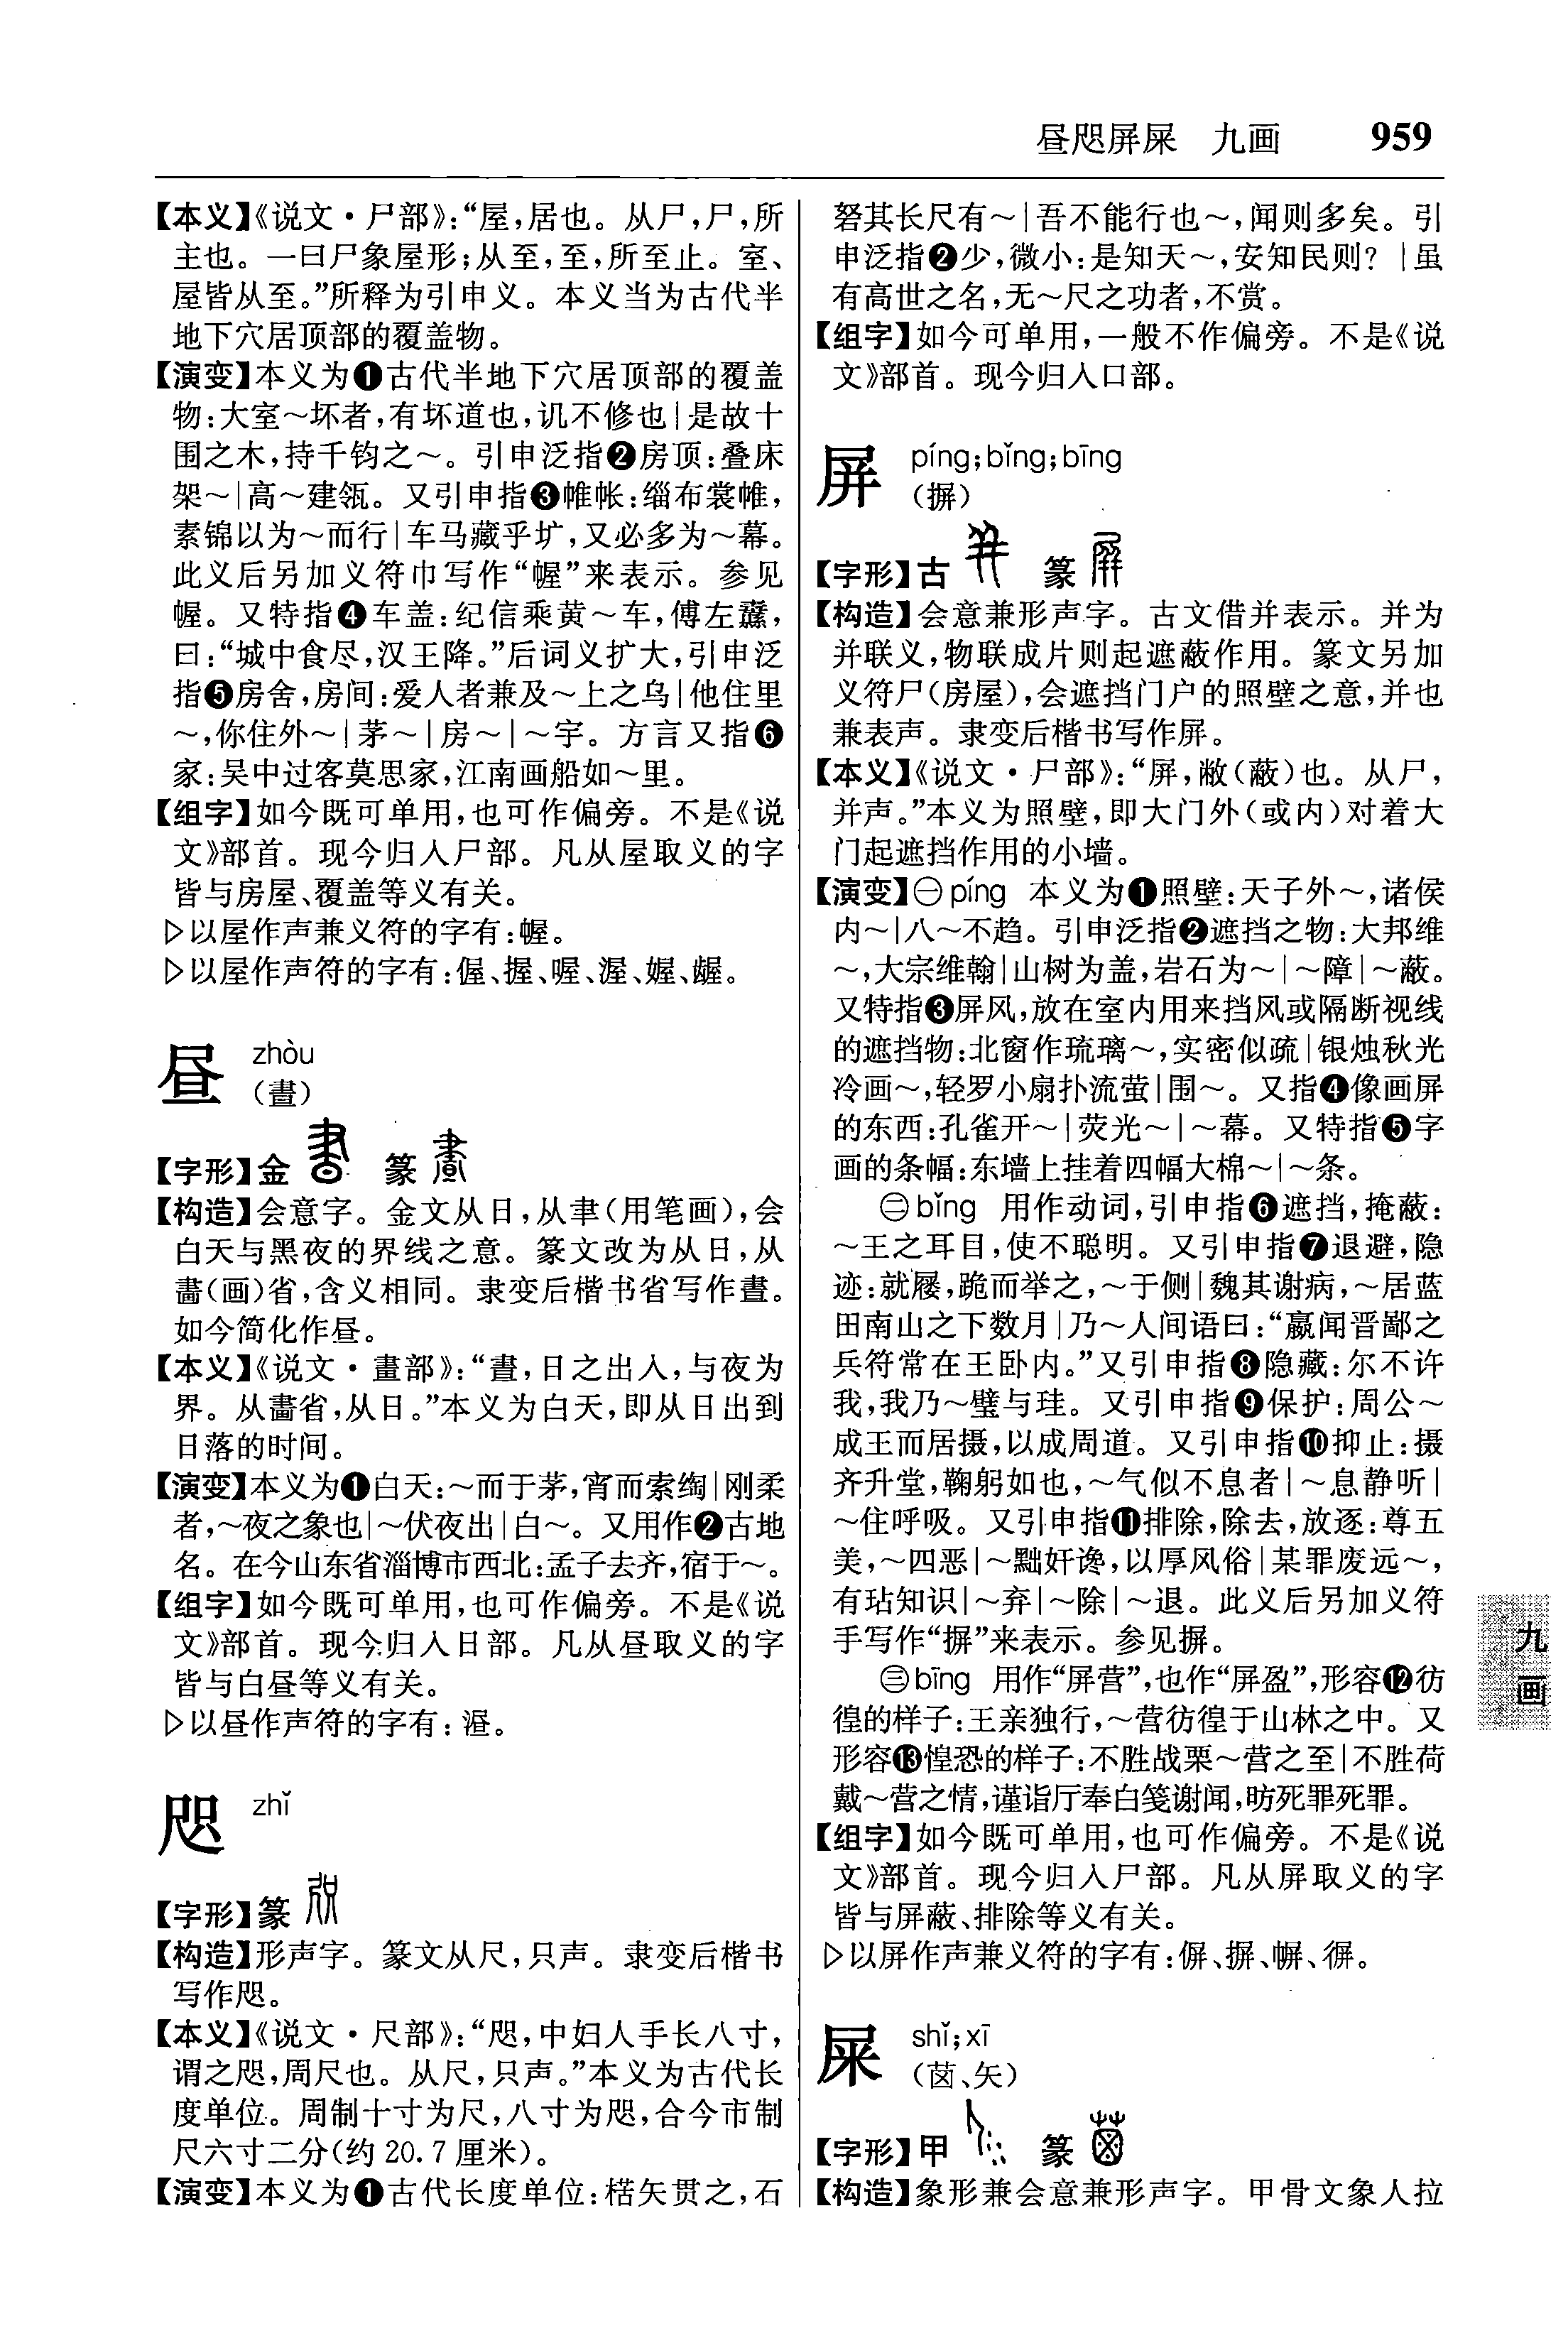 昼咫屏屎　九画　959
【本义】《说文·尸部》：“屋，居也。从尸，尸，所
主也。一曰尸象屋形；从至，至，所至止。室、
屋皆从至。”所释为引申义。本义当为古代半
地下穴居顶部的覆盖物。
【演变】本义为❶古代半地下穴居顶部的覆盖
物：大室～坏者，有坏道也，讥不修也|是故十
围之木，持千钧之～。引申泛指❷房顶：叠床
架～|高～建瓴。又引申指❸帷帐：缁布裳帷，
素锦以为～而行|车马藏乎圹，又必多为～幕。
此义后另加义符巾写作“幄”来表示。参见
幄。又特指❹车盖：纪信乘黄～车，傅左纛，
曰：“城中食尽，汉王降。”后词义扩大，引申泛
指❺房舍，房间：爱人者兼及～上之乌|他住里
～，你住外～|茅～|房～|～宇。方言又指❻
家：吴中过客莫思家，江南画船如～里。
【组字】如今既可单用，也可作偏旁。不是《说
文》部首。现今归入尸部。凡从屋取义的字
皆与房屋、覆盖等义有关。
▷以屋作声兼义符的字有：幄。
▷以屋作声符的字有：偓、握、喔、渥、媉、龌。
昼　zhòu
（晝）
【字形】金　篆
【构造】会意字。金文从日，从聿（用笔画），会
白天与黑夜的界线之意。篆文改为从日，从
畵（画）省，含义相同。隶变后楷书省写作晝。
如今简化作昼。
【本义】《说文·畫部》：“晝，日之出入，与夜为
界。从畵省，从日。”本义为白天，即从日出到
日落的时间。
【演变】本义为❶白天：～而于茅，宵而索绹|刚柔
者，～夜之象也|～伏夜出|白～。又用作❷古地
名。在今山东省淄博市西北：孟子去齐，宿于～。
【组字】如今既可单用，也可作偏旁。不是《说
文》部首。现今归入日部。凡从昼取义的字
皆与白昼等义有关。
▷以昼作声符的字有：
咫　zhǐ
【字形】篆
【构造】形声字。篆文从尺，只声。隶变后楷书
写作咫。
【本义】《说文·尺部》：“咫，中妇人手长八寸，
谓之咫，周尺也。从尺，只声。”本义为古代长
度单位。周制十寸为尺，八寸为咫，合今市制
尺六寸二分（约 20.7 厘米）。
【演变】本义为❶古代长度单位：楛矢贯之，石
砮其长尺有～|吾不能行也～，闻则多矣。引
申泛指❷少，微小：是知天～，安知民则？|虽
有高世之名，无～尺之功者，不赏。
【组字】如今可单用，一般不作偏旁。不是《说
文》部首。现今归入口部。
屏　píng；bǐng；bīng
（摒）
【字形】古　篆
【构造】会意兼形声字。古文借并表示。并为
并联义，物联成片则起遮蔽作用。篆文另加
义符尸（房屋），会遮挡门户的照壁之意，并也
兼表声。隶变后楷书写作屏。
【本义】《说文·尸部》：“屏，敝（蔽）也。从尸，
并声。”本义为照壁，即大门外（或内）对着大
门起遮挡作用的小墙。
【演变】㊀píng　本义为❶照壁：天子外～，诸侯
内～|八～不趋。引申泛指❷遮挡之物：大邦维
～，大宗维翰|山树为盖，岩石为～|～障|～蔽。
又特指❸屏风，放在室内用来挡风或隔断视线
的遮挡物：北窗作琉璃～，实密似疏|银烛秋光
冷画～，轻罗小扇扑流萤|围～。又指❹像画屏
的东西：孔雀开～|荧光～|～幕。又特指❺字
画的条幅：东墙上挂着四幅大棉～|～条。
㊁bǐng　用作动词，引申指❻遮挡，掩蔽：
～王之耳目，使不聪明。又引申指❼退避，隐
迹：就屦，跪而举之，～于侧|魏其谢病，～居蓝
田南山之下数月|乃～人间语曰：“嬴闻晋鄙之
兵符常在王卧内。”又引申指❽隐藏：尔不许
我，我乃～璧与珪。又引申指❾保护：周公～
成王而居摄，以成周道。又引申指❿抑止：摄
齐升堂，鞠躬如也，～气似不息者|～息静听|
～住呼吸。又引申指⓫排除，除去，放逐：尊五
美，～四恶|～黜奸谗，以厚风俗|某罪废远～，
有玷知识|～弃|～除|～退。此义后另加义符
手写作“摒”来表示。参见摒。
㊂bīng　用作“屏营”，也作“屏盈”，形容⓬彷
徨的样子：王亲独行，～营彷徨于山林之中。又
形容⓭惶恐的样子：不胜战栗～营之至|不胜荷
戴～营之情，谨诣厅奉白笺谢闻，昉死罪死罪。
【组字】如今既可单用，也可作偏旁。不是《说
文》部首。现今归入尸部。凡从屏取义的字
皆与屏蔽、排除等义有关。
▷以屏作声兼义符的字有：偋、摒、幈、
屎　shǐ；xī
（菡、矢）
【字形】甲　篆
【构造】象形兼会意兼形声字。甲骨文象人拉
九
画